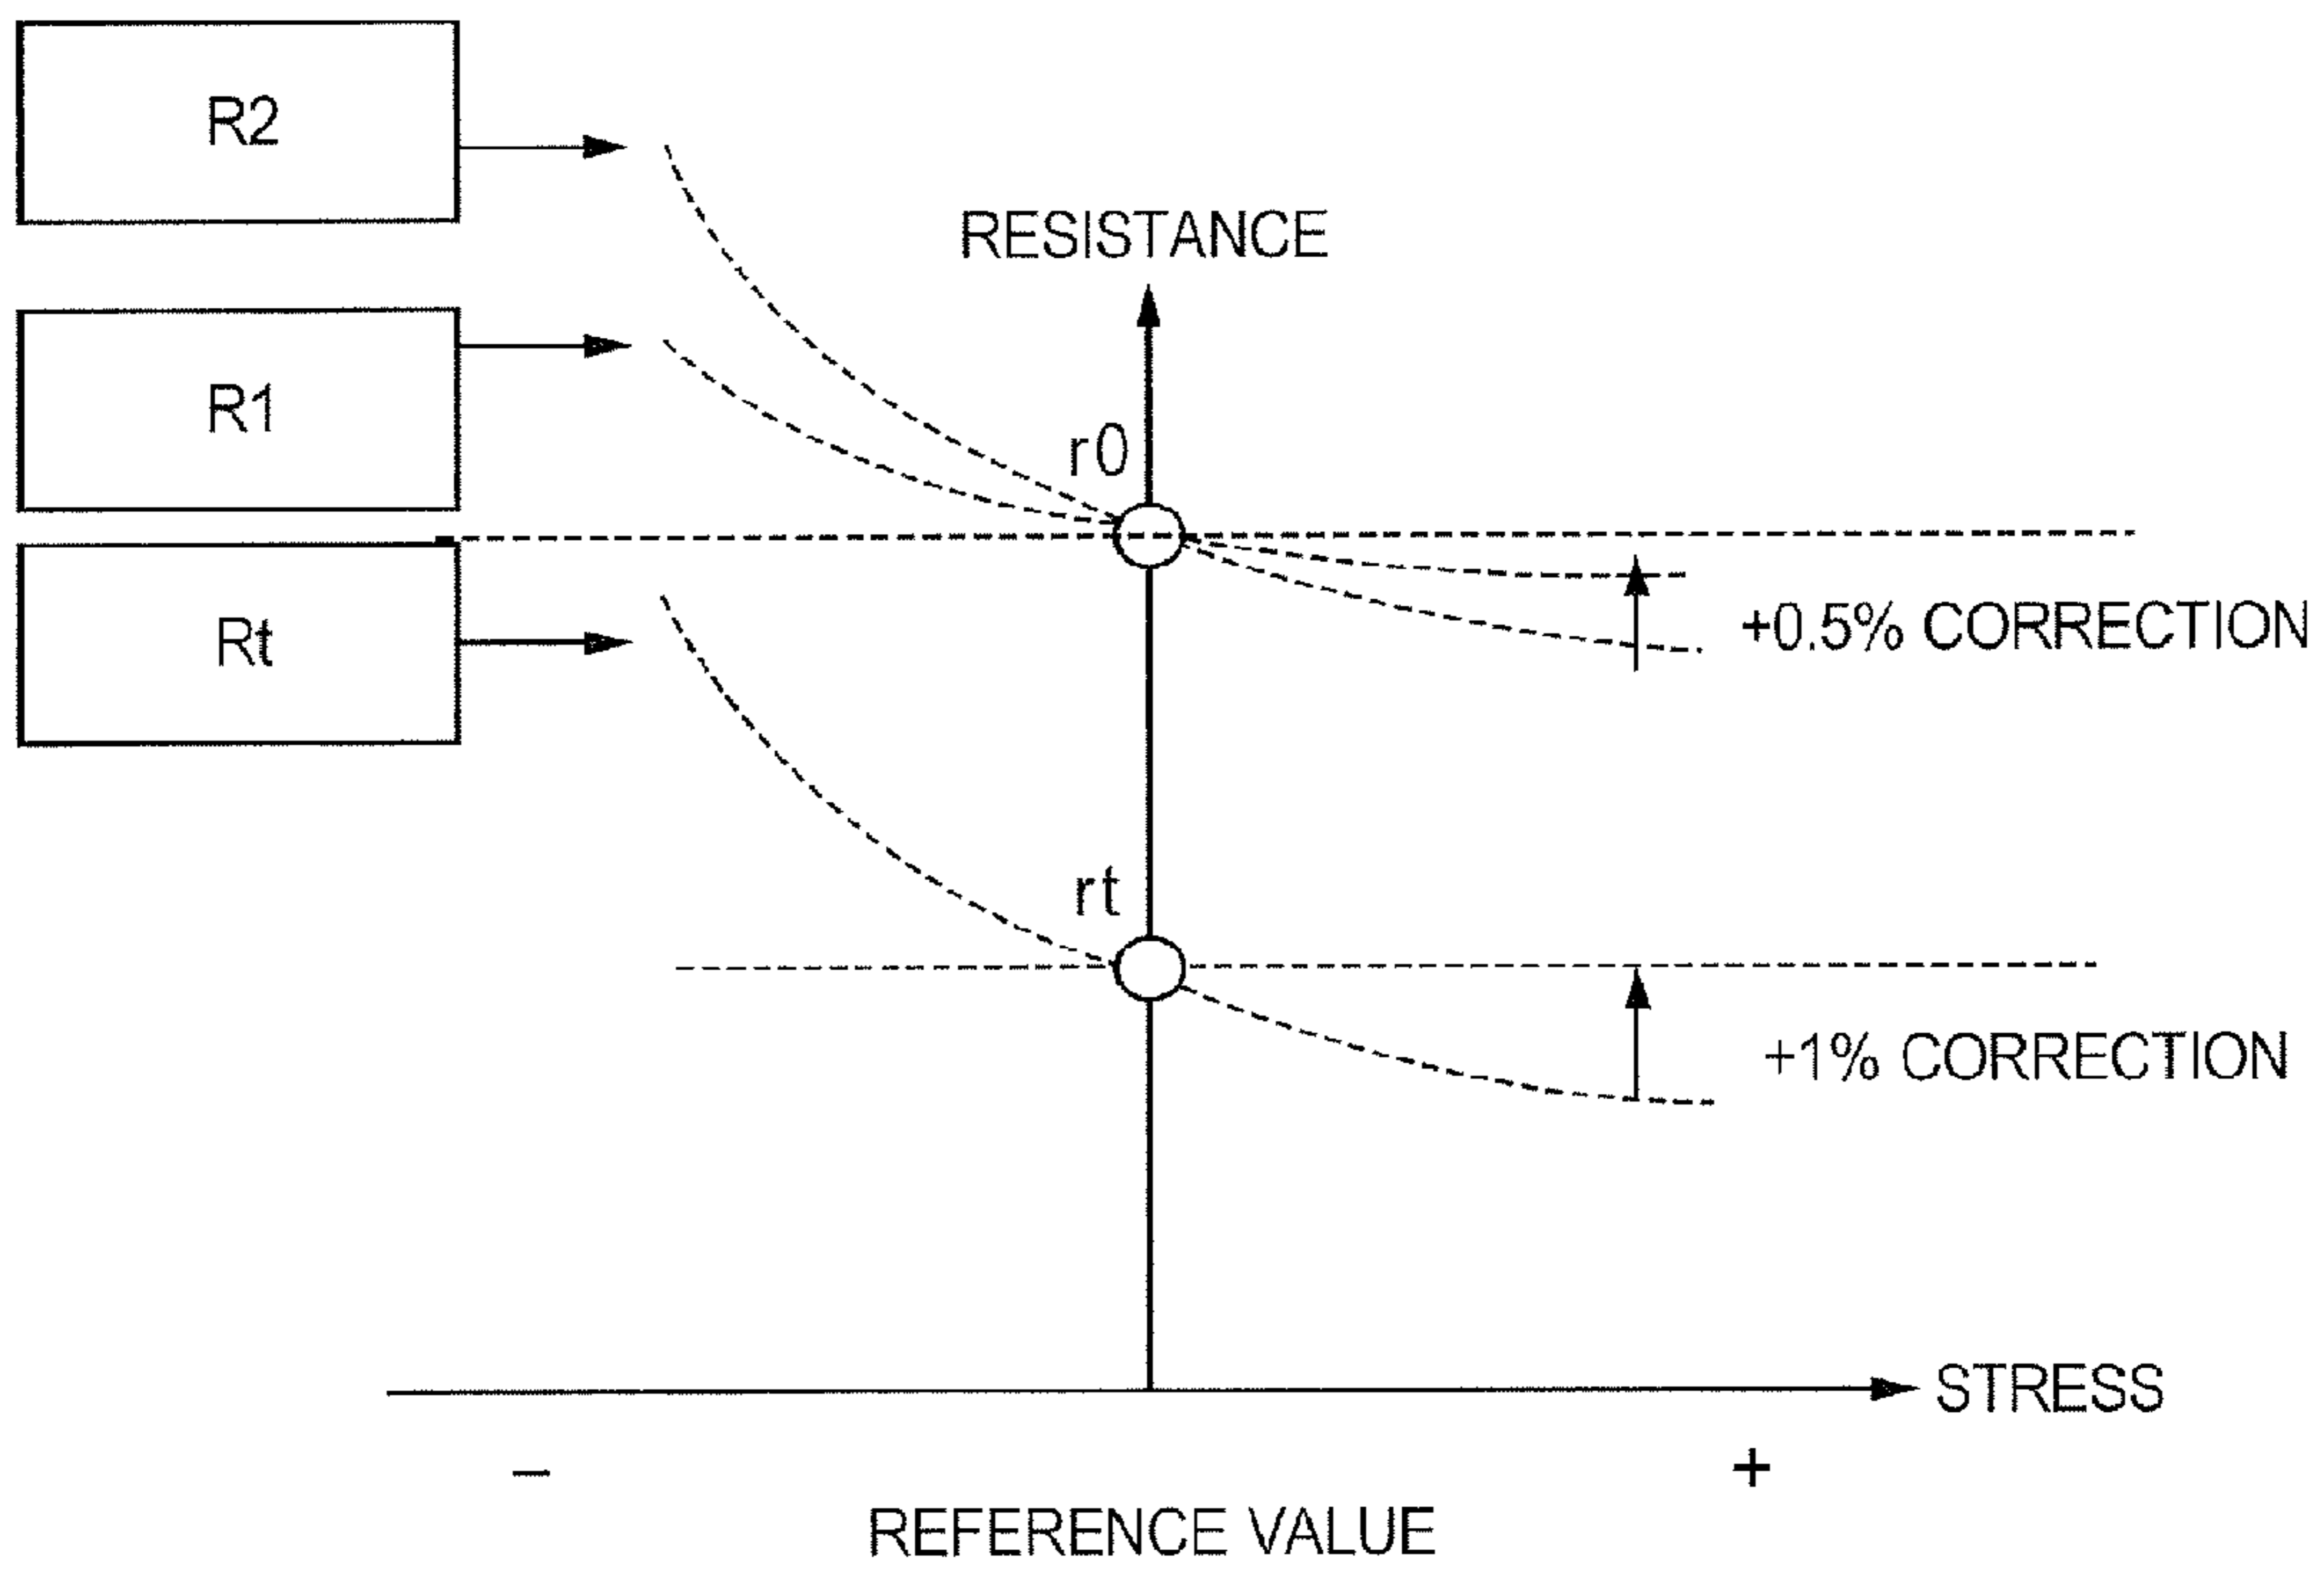 R2
RESISTANCE
R1
r0
Rt
+0.5% CORRECTION
rt
+1% CORRECTION
STRESS
− +
REFERENCE VALUE